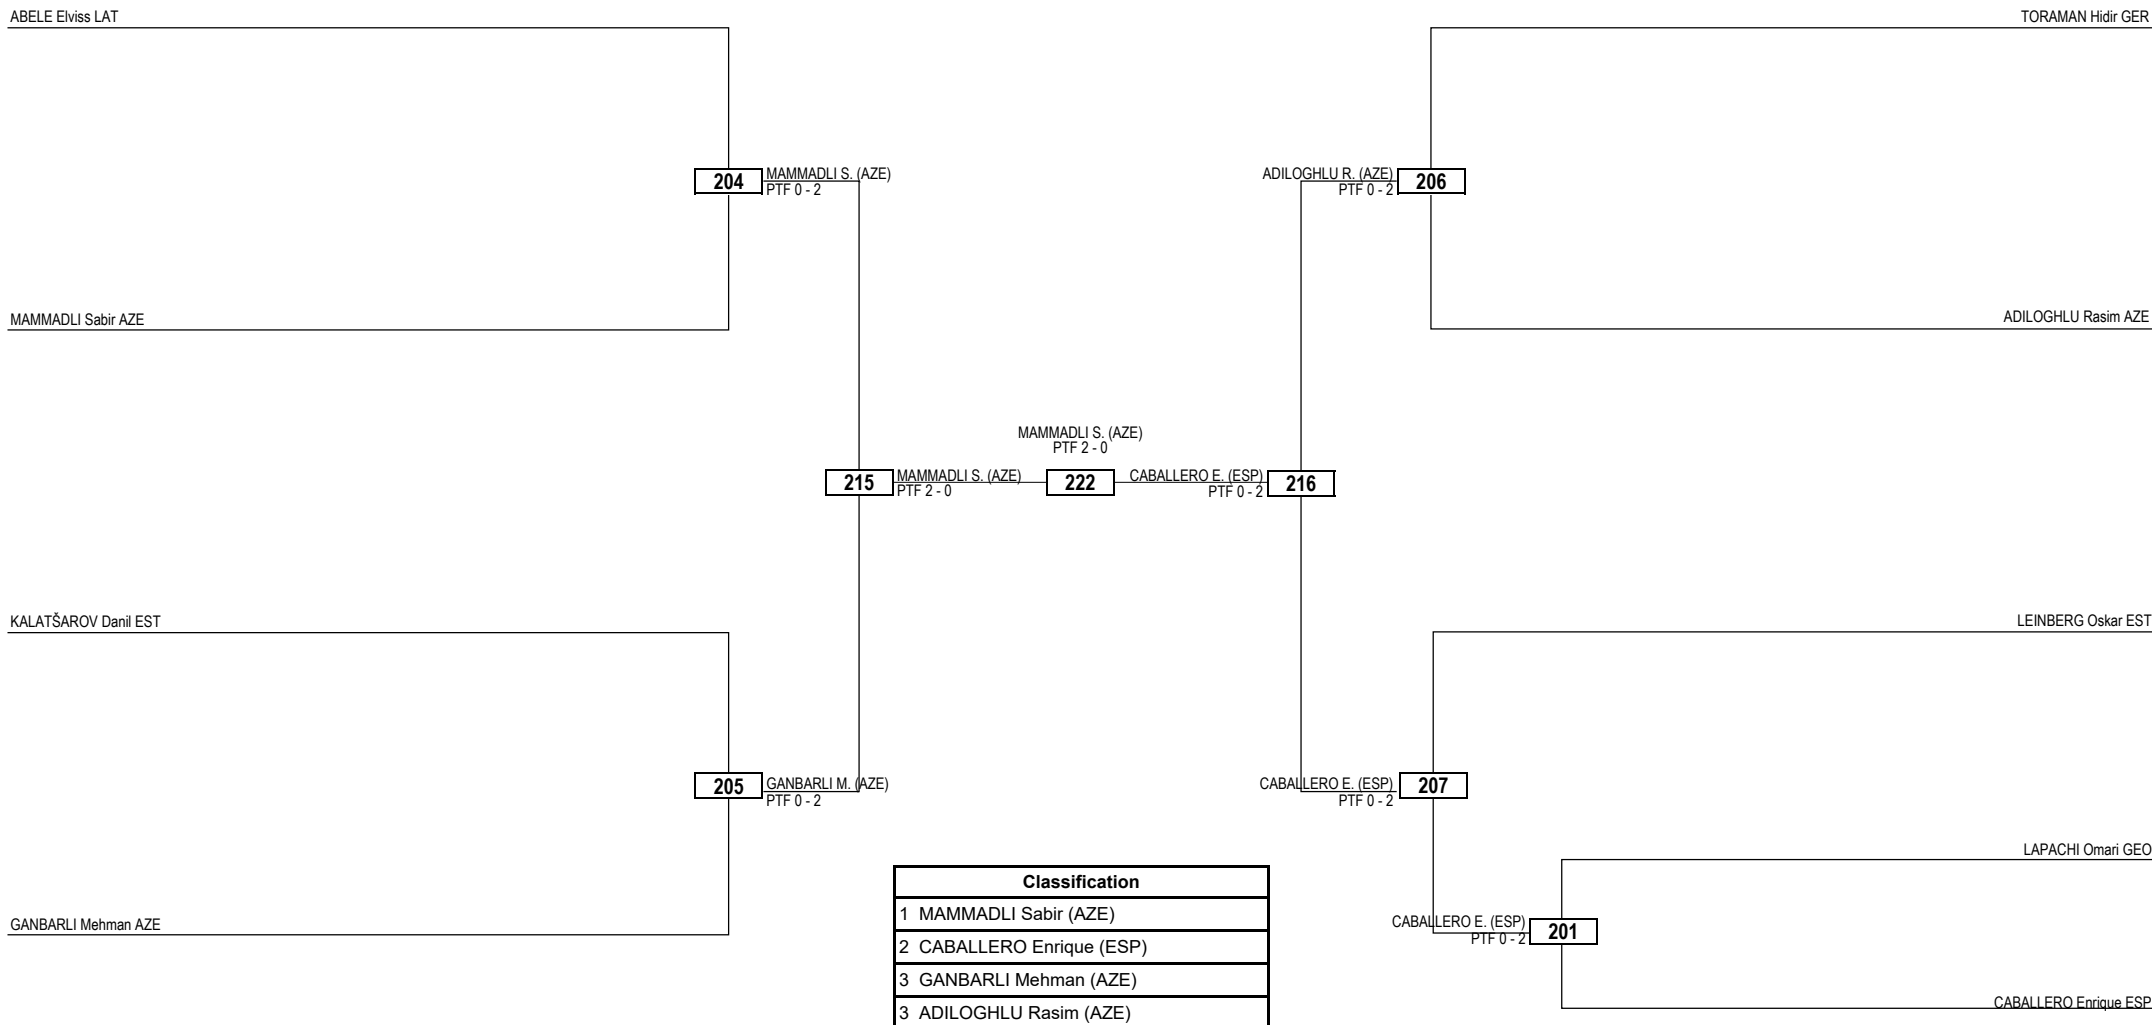 ABELE Elviss LAT
TORAMAN Hidir GER
204
MAMMADLI S. (AZE)
PTF 0 - 2
ADILOGHLU R. (AZE)
PTF 0 - 2
206
MAMMADLI Sabir AZE
ADILOGHLU Rasim AZE
MAMMADLI S. (AZE)
PTF 2 - 0
215
MAMMADLI S. (AZE)
PTF 2 - 0
222
CABALLERO E. (ESP)
PTF 0 - 2
216
KALATŠAROV Danil EST
LEINBERG Oskar EST
205
GANBARLI M. (AZE)
PTF 0 - 2
CABALLERO E. (ESP)
PTF 0 - 2
207
LAPACHI Omari GEO
GANBARLI Mehman AZE
CABALLERO E. (ESP)
PTF 0 - 2
201
CABALLERO Enrique ESP
Classification
1 MAMMADLI Sabir (AZE)
2 CABALLERO Enrique (ESP)
3 GANBARLI Mehman (AZE)
3 ADILOGHLU Rasim (AZE)